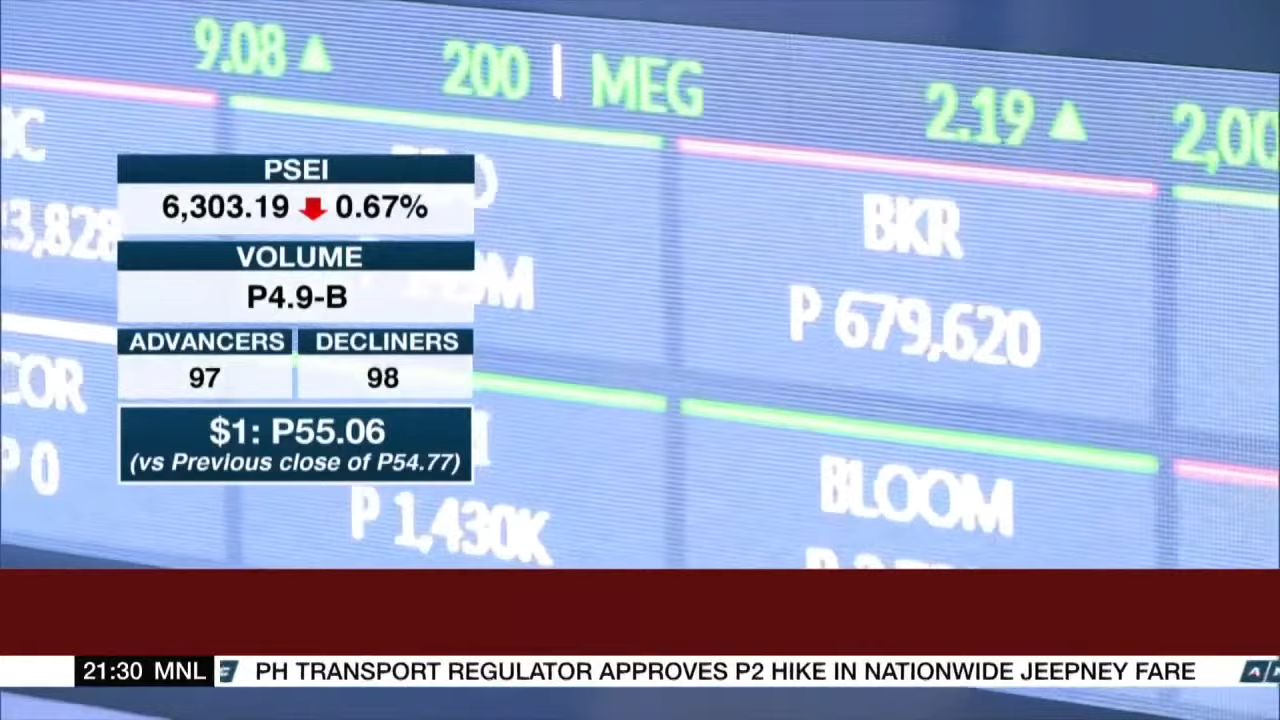 9.08 ▲ 200 | MEG 2.19 ▲
BKR
P 679,620
PSEI
6,303.19 0.67%
VOLUME
P4.9-B
ADVANCERS DECLINERS
97 98
$1: P55.06
(vs Previous close of P54.77)
P 0
P 1,430K
BLOOM
21:30 MNL PH TRANSPORT REGULATOR APPROVES P2 HIKE IN NATIONWIDE JEEPNEY FARE